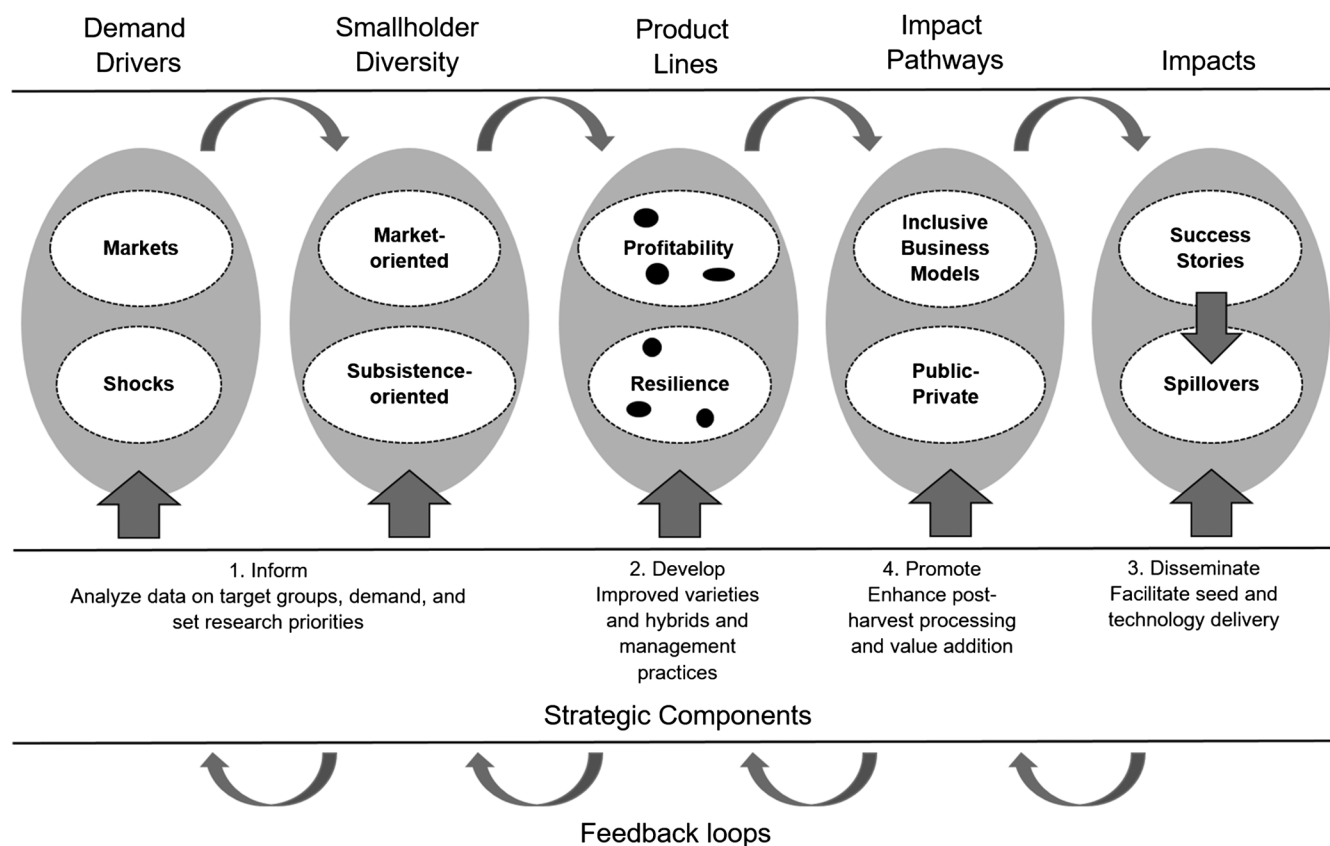 Demand
Drivers
Smallholder
Diversity
Product
Lines
Impact
Pathways
Impacts
Markets
Shocks
Market-
oriented
Subsistence-
oriented
Profitability
Resilience
Inclusive
Business
Models
Public-
Private
Success
Stories
Spillovers
1. Inform
Analyze data on target groups, demand, and
set research priorities
2. Develop
Improved varieties
and hybrids and
management
practices
4. Promote
Enhance post-
harvest processing
and value addition
3. Disseminate
Facilitate seed and
technology delivery
Strategic Components
Feedback loops